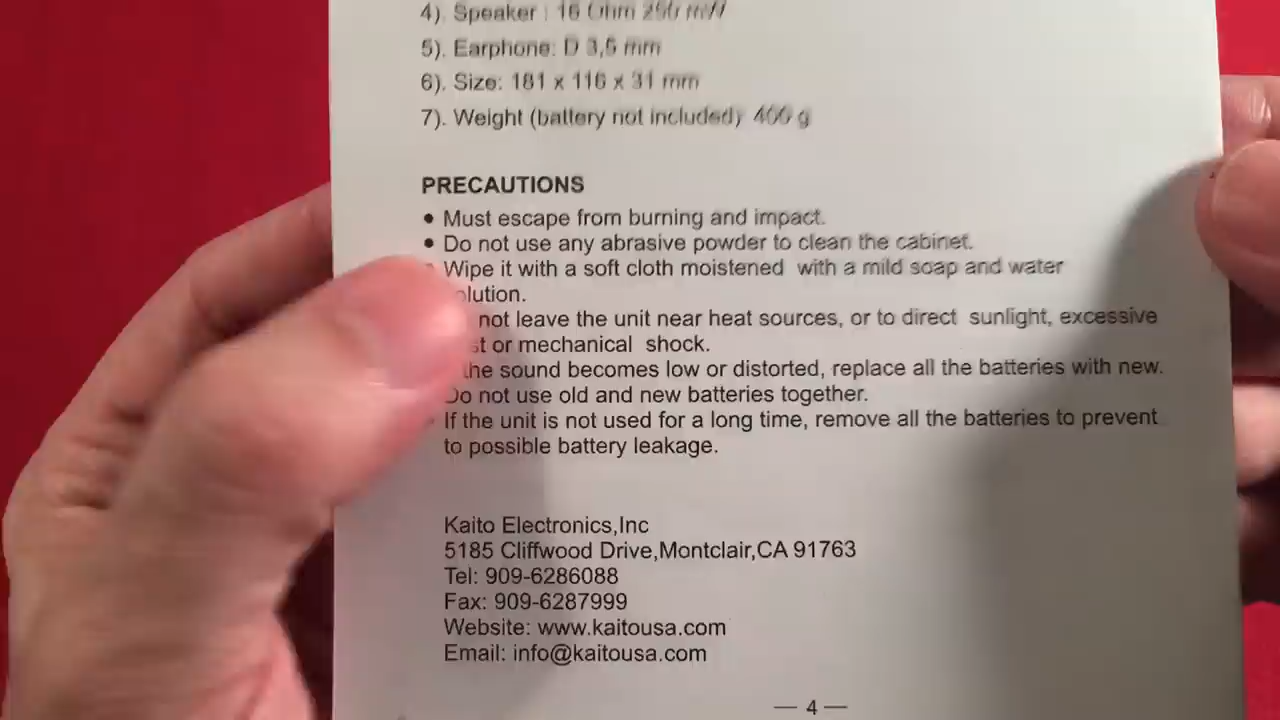 4). Speaker : 16 Ohm 250 mW
5). Earphone: D 3,5 mm
6). Size: 181 x 116 x 31 mm
7). Weight (battery not included) 400 g
PRECAUTIONS
• Must escape from burning and impact.
• Do not use any abrasive powder to clean the cabinet.
Wipe it with a soft cloth moistened with a mild soap and water
olution.
not leave the unit near heat sources, or to direct sunlight, excessive
st or mechanical shock.
the sound becomes low or distorted, replace all the batteries with new.
Do not use old and new batteries together.
If the unit is not used for a long time, remove all the batteries to prevent
to possible battery leakage.
Kaito Electronics,Inc
5185 Cliffwood Drive,Montclair,CA 91763
Tel: 909-6286088
Fax: 909-6287999
Website: www.kaitousa.com
Email: info@kaitousa.com
— 4 —